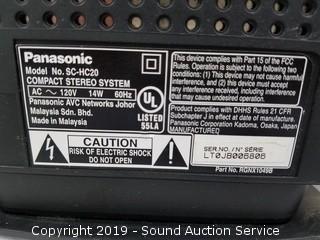 Panasonic
Model No. SC-HC20
COMPACT STEREO SYSTEM
AC ~ 120V 14W 60Hz
Panasonic AVC Networks Johor
Malaysia Sdn. Bhd.
Made in Malaysia
UL
LISTED
55LA
CAUTION
RISK OF ELECTRIC SHOCK
DO NOT OPEN
This device complies with Part 15 of the FCC
Rules. Operation is subject to the following two
conditions: (1) This device may not cause harmful
interference, and (2) this device must accept
any interference received, including interference
that may cause undesired operation.
Product complies with DHHS Rules 21 CFR
Subchapter J in effect at date of manufacture.
Panasonic Corporation Kadoma, Osaka, Japan
MANUFACTURED
SER.NO./N° SÉRIE
LT0JB006806
Part No. RGNX1049B
Copyright 2019 - AuctionOhio